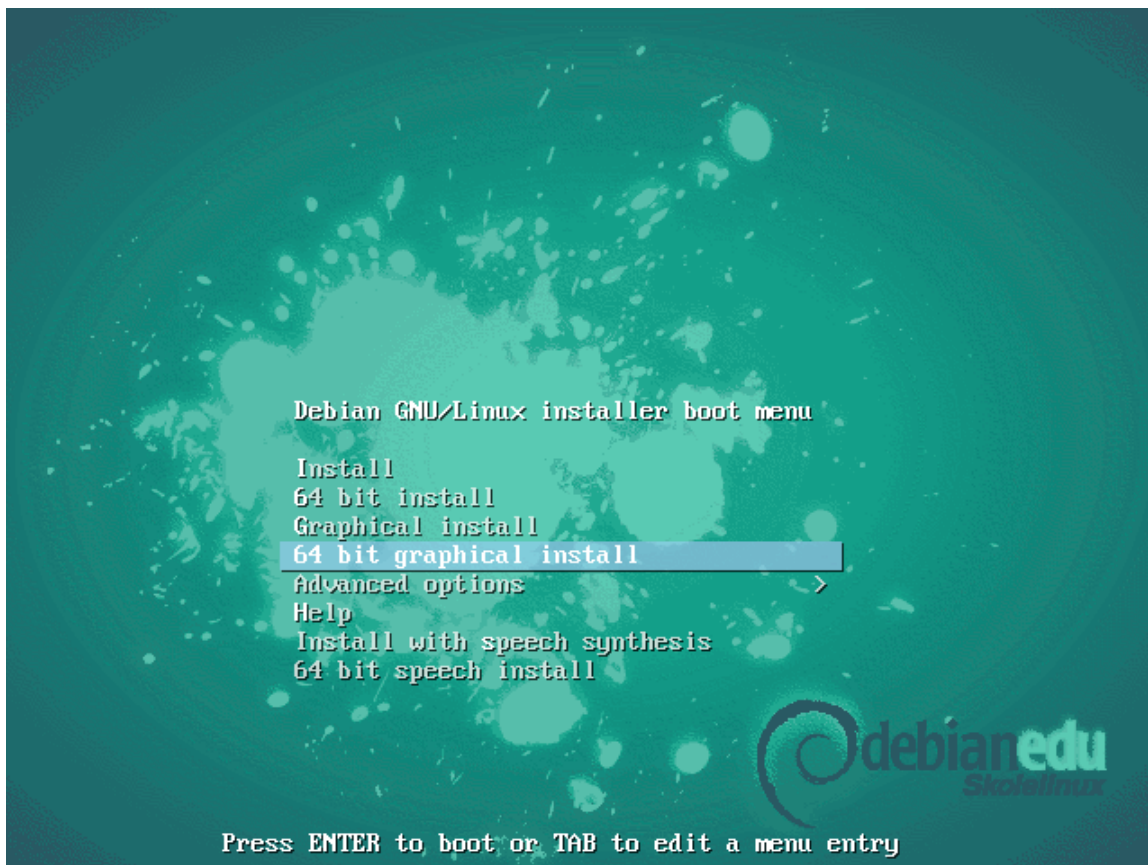 Debian GNU/Linux installer boot menu
Install
64 bit install
Graphical install
64 bit graphical install
Advanced options >
Help
Install with speech synthesis
64 bit speech install
debianedu
Skolelinux
Press ENTER to boot or TAB to edit a menu entry